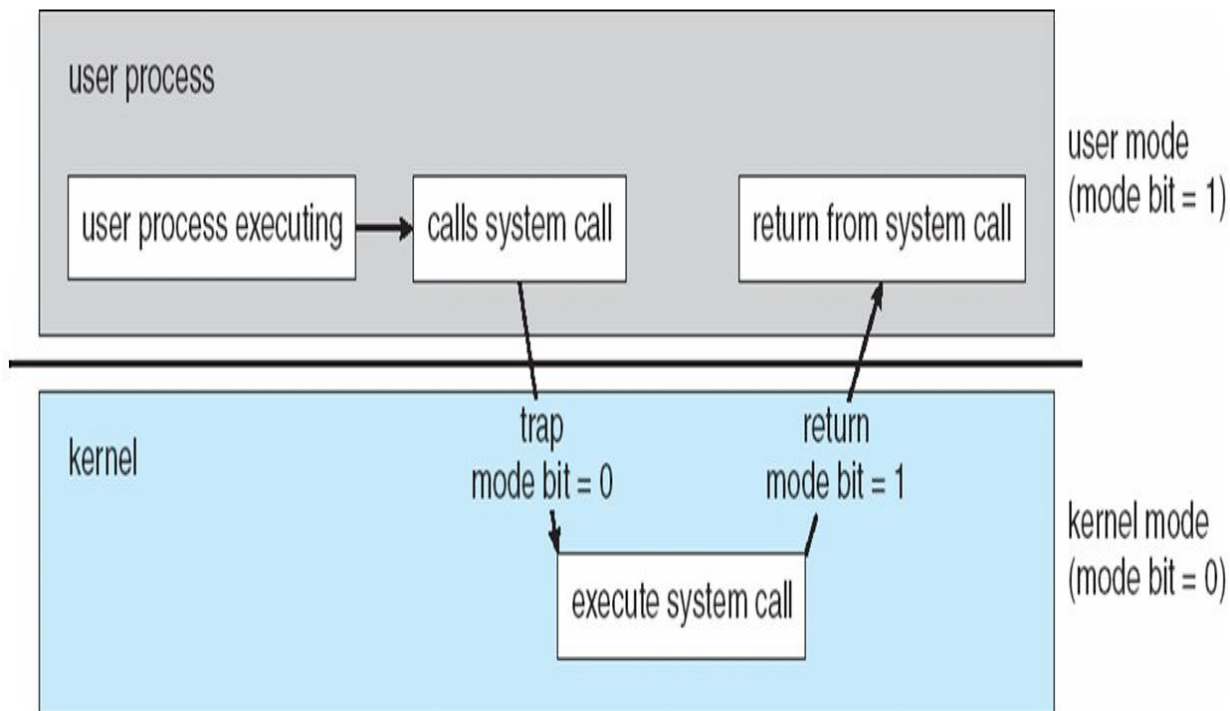 user process
user process executing
calls system call
return from system call
user mode
(mode bit = 1)
kernel
trap
mode bit = 0
return
mode bit = 1
execute system call
kernel mode
(mode bit = 0)